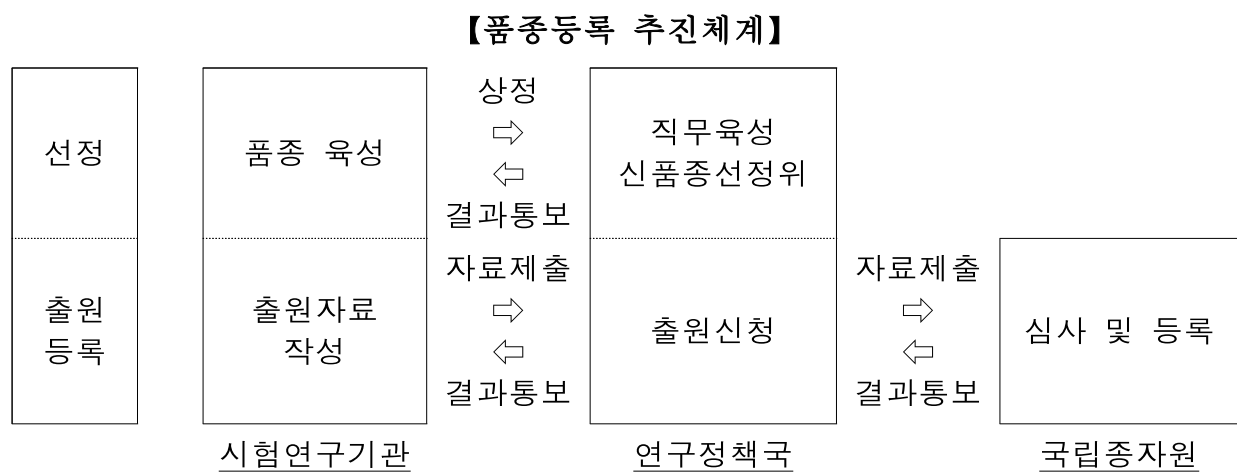 【품종등록 추진체계】
선정
품종 육성
상정
⇨
⇦
결과통보
직무육성
신품종선정위
출원
등록
출원자료
작성
자료제출
⇨
⇦
결과통보
출원신청
자료제출
⇨
⇦
결과통보
심사 및 등록
시험연구기관
연구정책국
국립종자원